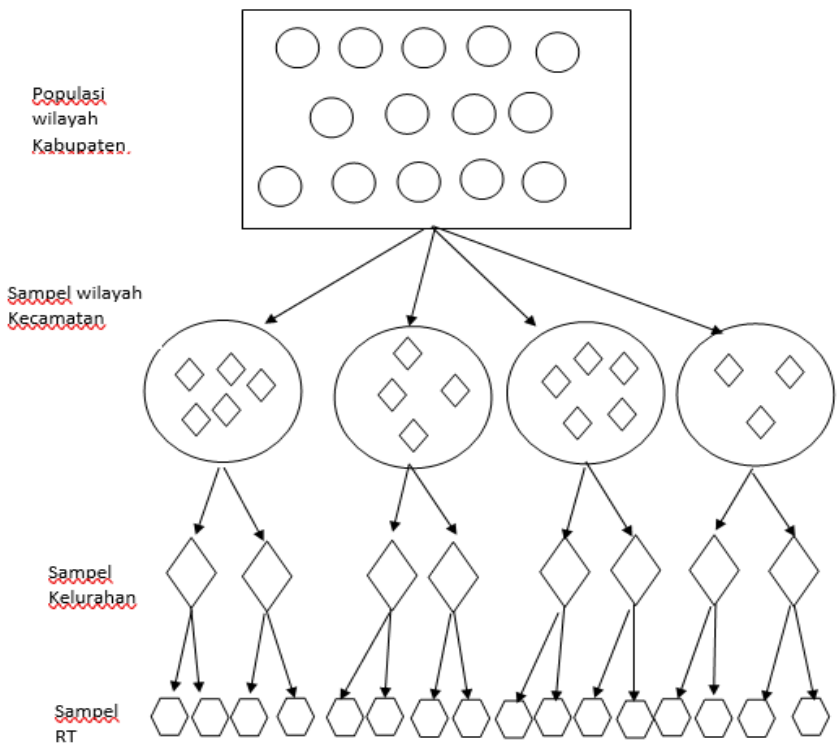 Populasi
wilayah
Kabupaten.
Sampel wilayah
Kecamatan
Sampel
Kelurahan
Sampel
RT